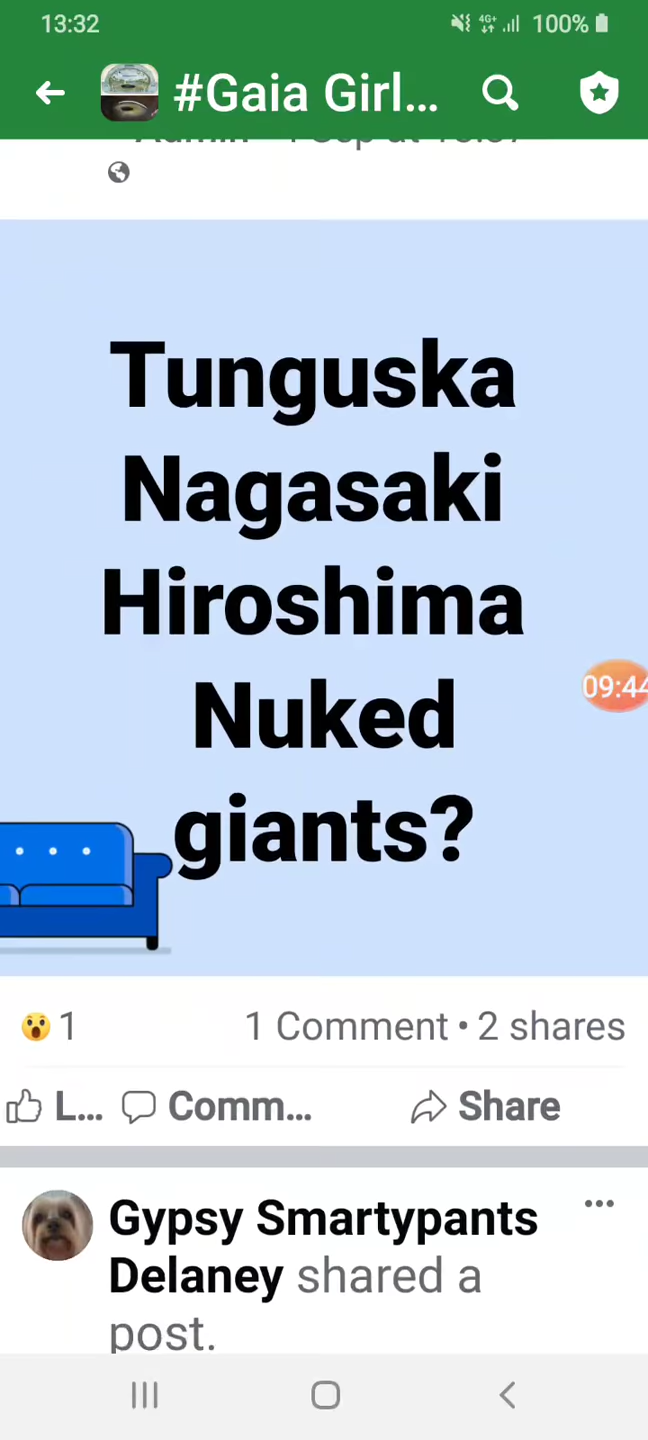 13:32 4G+ 100%
#Gaia Girl...
Tunguska
Nagasaki
Hiroshima
Nuked
giants?
09:44
1 1 Comment • 2 shares
L... Comm... Share
Gypsy Smartypants
Delaney shared a
post.